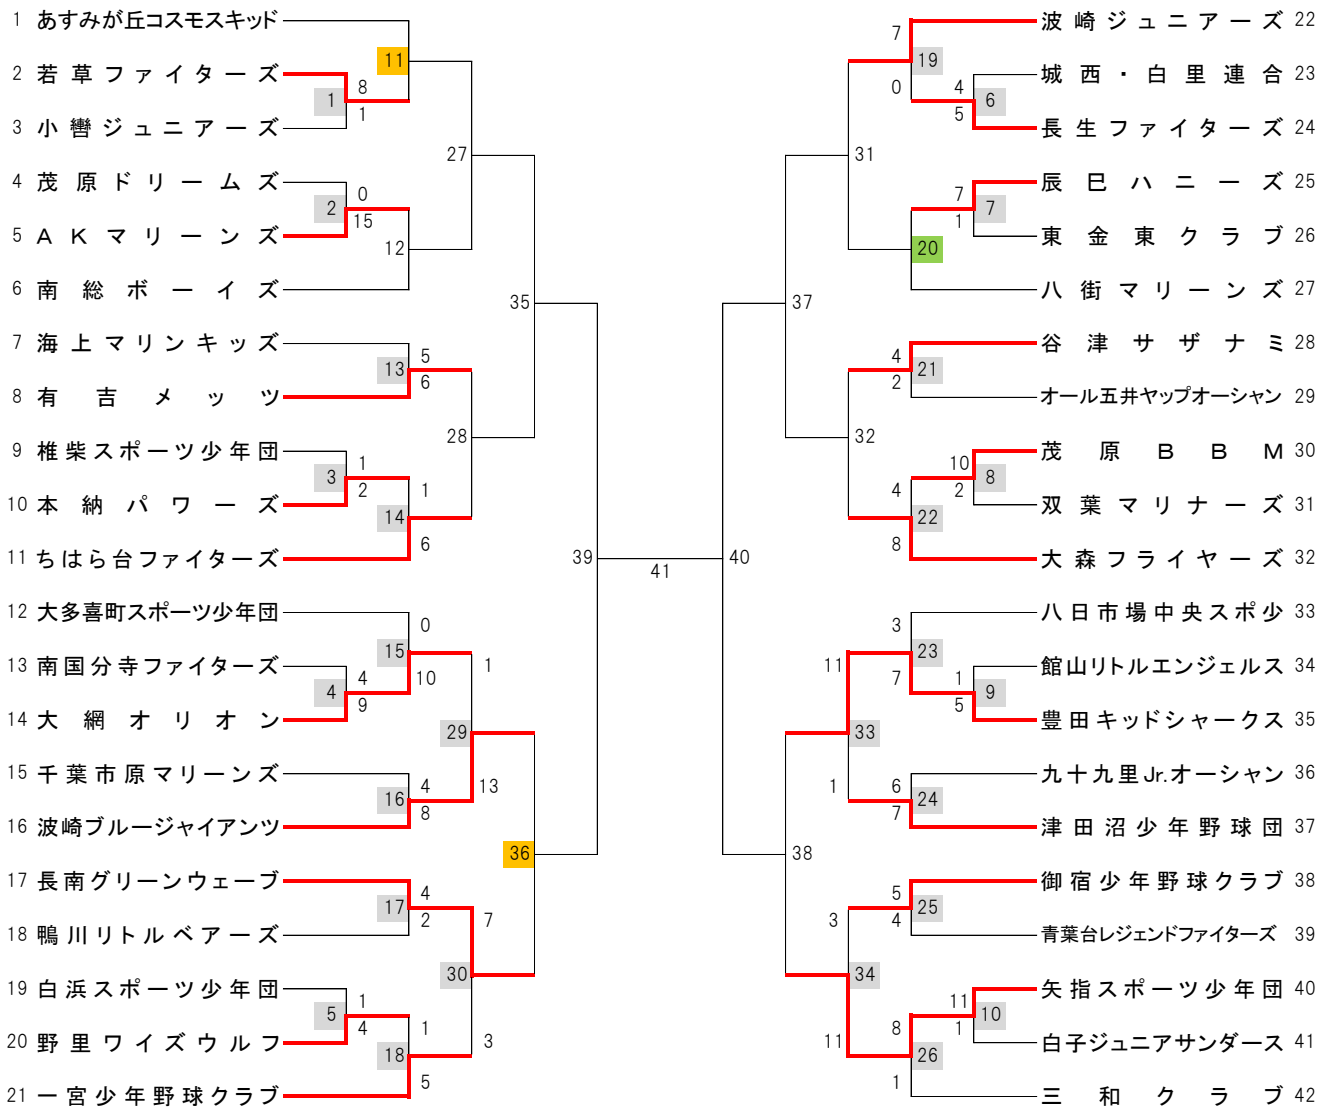 1 あすみが丘コスモスキッド
11
2 若草ファイターズ
8
1
1
3 小轡ジュニアーズ
27
4 茂原ドリームズ
0
2
15
5 AKマリーンズ
12
6 南総ボーイズ
35
7 海上マリンキッズ
5
13
6
8 有吉メッツ
28
9 椎柴スポーツ少年団
1
3
2
10 本納パワーズ
1
14
6
11 ちはら台ファイターズ
39
12 大多喜町スポーツ少年団
0
15
10
13 南国分寺ファイターズ
4
4
9
14 大網オリオン
1
29
13
15 千葉市原マリーンズ
4
16
8
16 波崎ブルージャイアンツ
36
17 長南グリーンウェーブ
4
17
2
18 鴨川リトルベアーズ
7
30
3
19 白浜スポーツ少年団
1
5
4
20 野里ワイズウルフ
1
18
5
21 一宮少年野球クラブ
41
波崎ジュニアーズ 22
7
19
0
城西・白里連合 23
4
6
5
長生ファイターズ 24
31
辰巳ハニーズ 25
7
7
1
東金東クラブ 26
20
八街マリーンズ 27
37
谷津サザナミ 28
4
21
2
オール五井ヤップオーシャン 29
32
茂原BBM 30
10
8
2
双葉マリナーズ 31
4
22
8
大森フライヤーズ 32
40
八日市場中央スポ少 33
3
23
7
館山リトルエンジェルス 34
1
9
5
豊田キッドシャークス 35
11
33
1
九十九里Jr.オーシャン 36
6
24
7
津田沼少年野球団 37
38
御宿少年野球クラブ 38
5
25
4
青葉台レジェンドファイターズ 39
3
34
11
矢指スポーツ少年団 40
11
10
1
白子ジュニアサンダース 41
8
26
1
三和クラブ 42